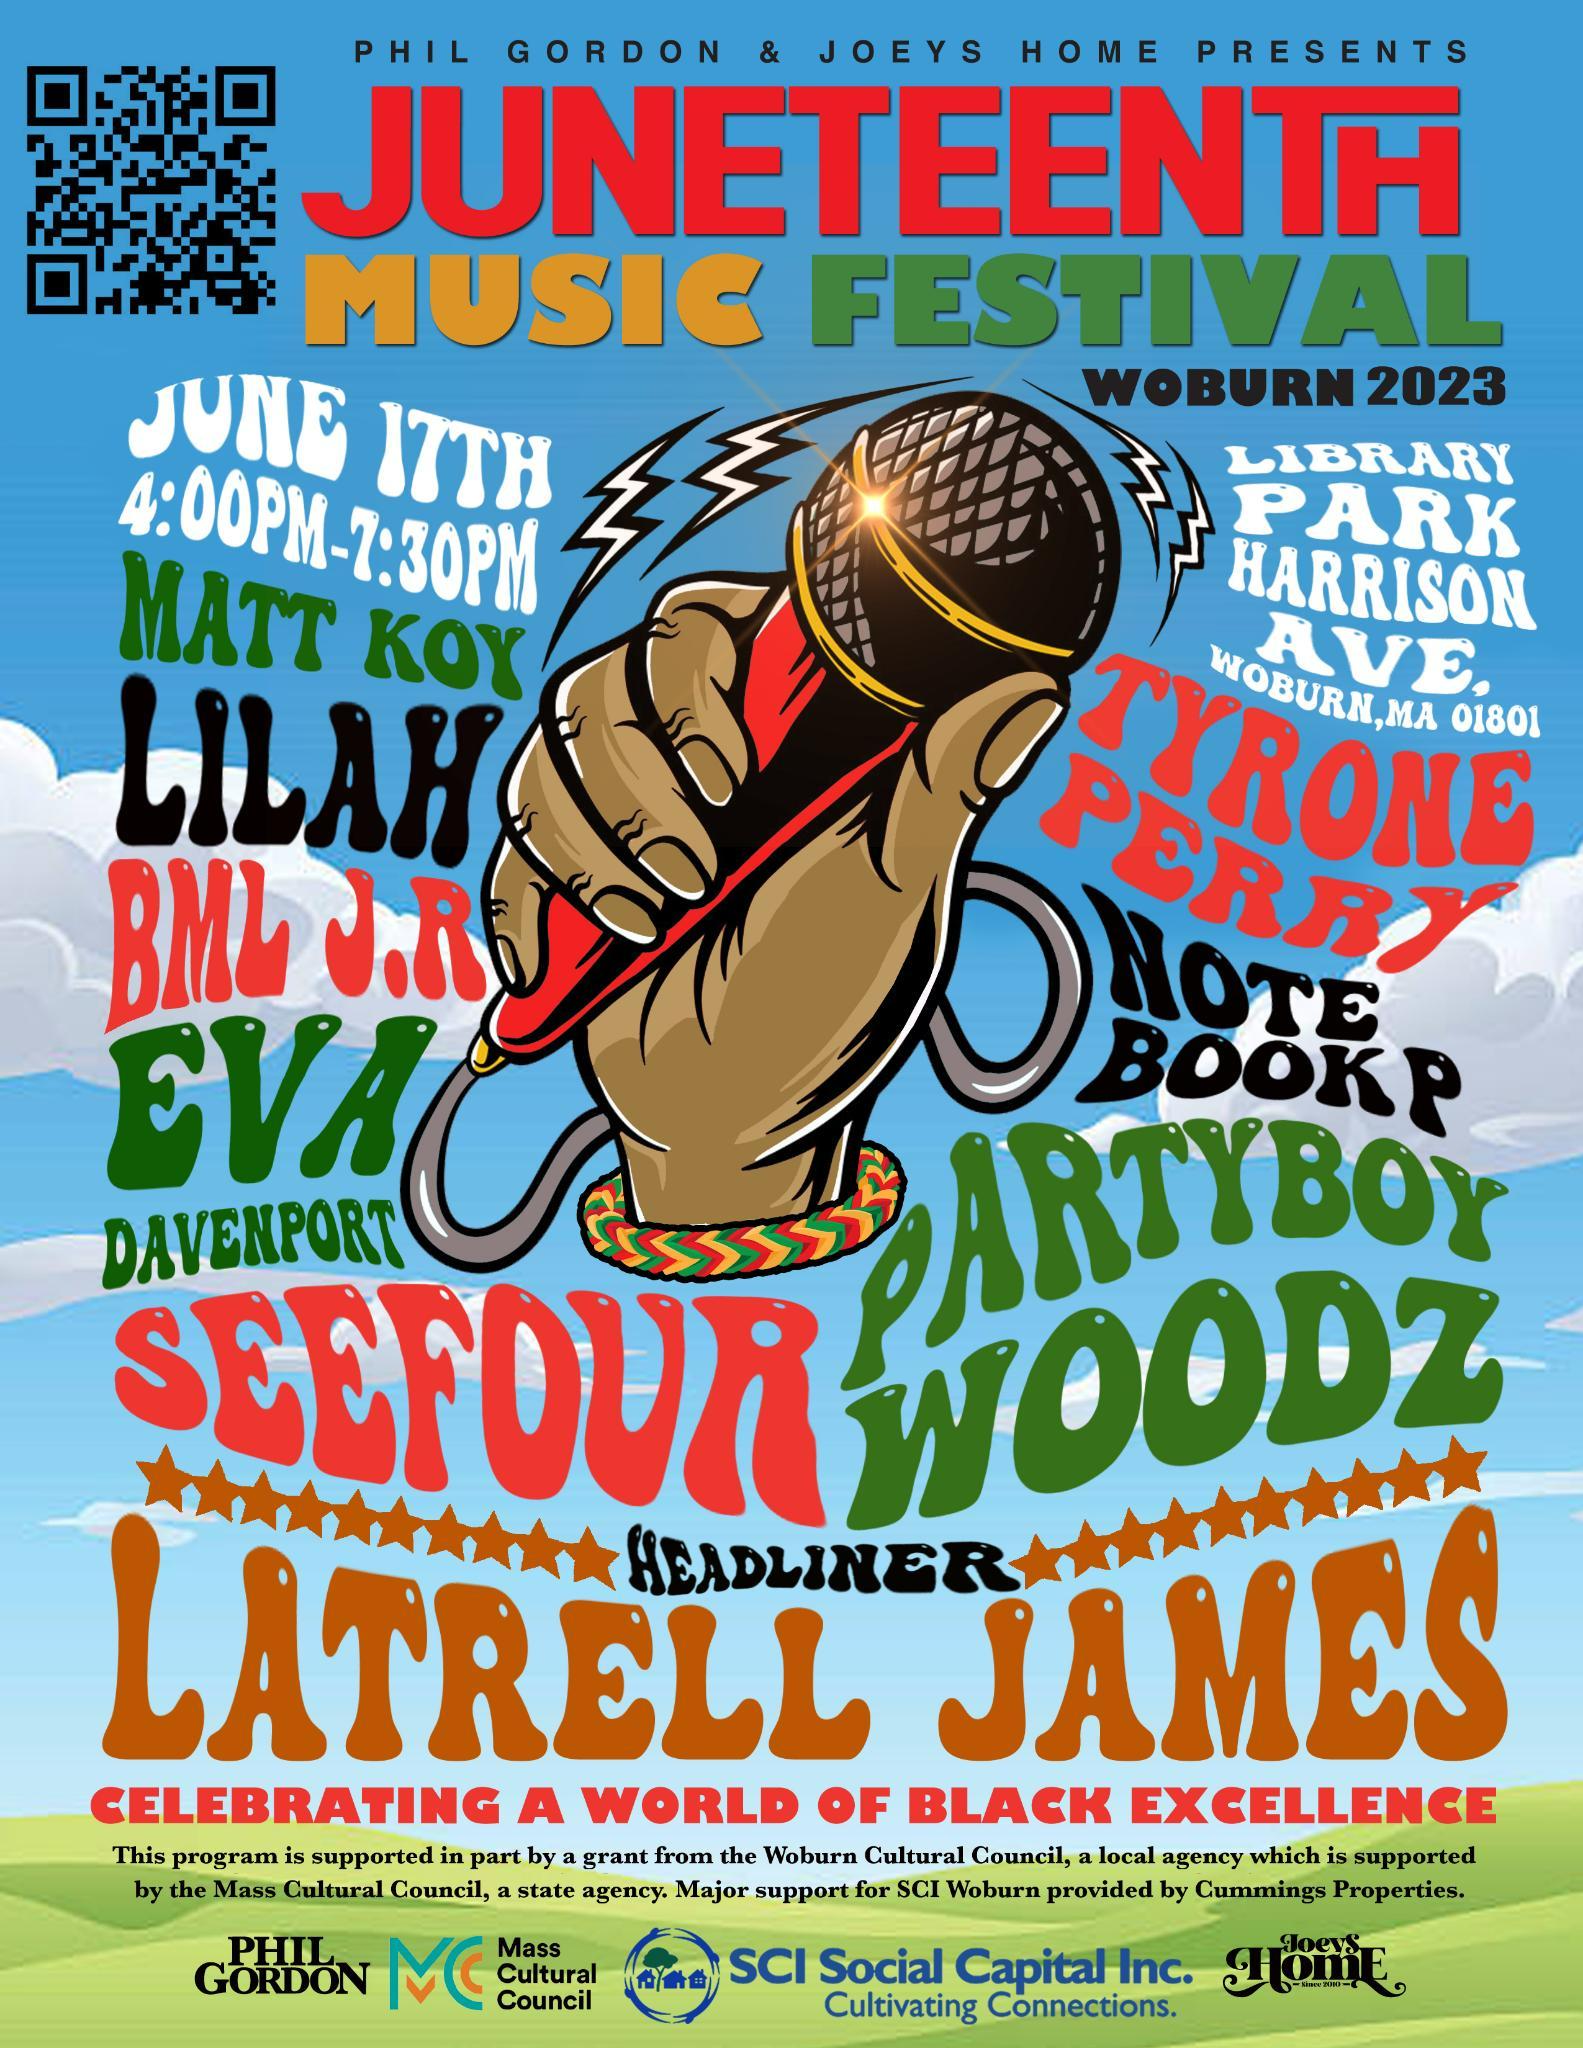 PHIL GORDON & JOEYS HOME PRESENTS
JUNETEENTH
MUSIC FESTIVAL
WOBURN 2023
JUNE 17TH
4:00PM-7:30PM
LIBRARY
PARK
HARRISON
AVE,
WOBURN,MA 01801
MATT KOY
LILAH
BML J.R
EVA
DAVENPORT
SEEFOUR
TYRONE
PERRY
NOTE
BOOK P
PARTYBOY
WOODZ
HEADLINER
LATRELL JAMES
CELEBRATING A WORLD OF BLACK EXCELLENCE
This program is supported in part by a grant from the Woburn Cultural Council, a local agency which is supported
by the Mass Cultural Council, a state agency. Major support for SCI Woburn provided by Cummings Properties.
PHIL
GORDON
MCC
Mass
Cultural
Council
SCI Social Capital Inc.
Cultivating Connections.
Joeys
Home
Since 2010